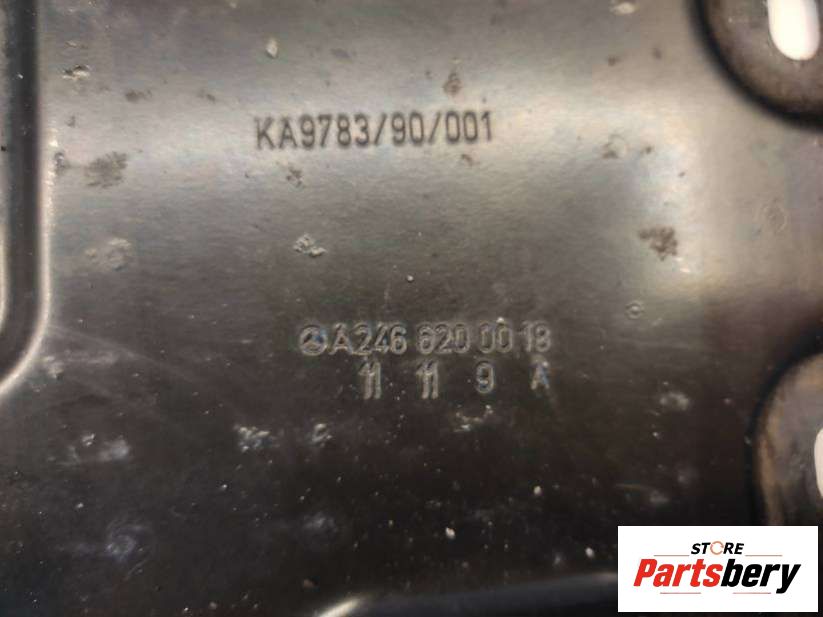 KA9783/90/001
A246 620 00 18
11 11 9 A
STORE
Partsbery